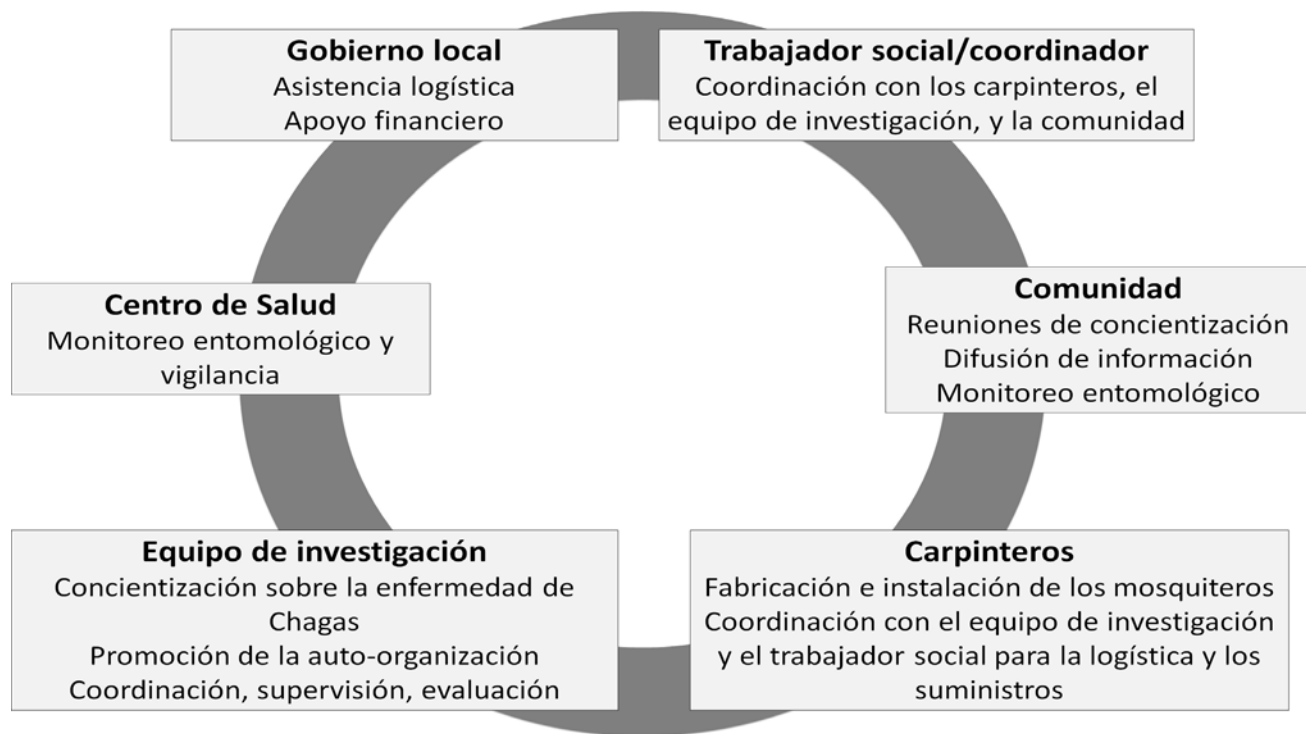 Gobierno local
Asistencia logística
Apoyo financiero
Trabajador social/coordinador
Coordinación con los carpinteros, el
equipo de investigación, y la comunidad
Centro de Salud
Monitoreo entomológico y
vigilancia
Comunidad
Reuniones de concientización
Difusión de información
Monitoreo entomológico
Equipo de investigación
Concientización sobre la enfermedad de
Chagas
Promoción de la auto-organización
Coordinación, supervisión, evaluación
Carpinteros
Fabricación e instalación de los mosquiteros
Coordinación con el equipo de investigación
y el trabajador social para la logística y los
suministros